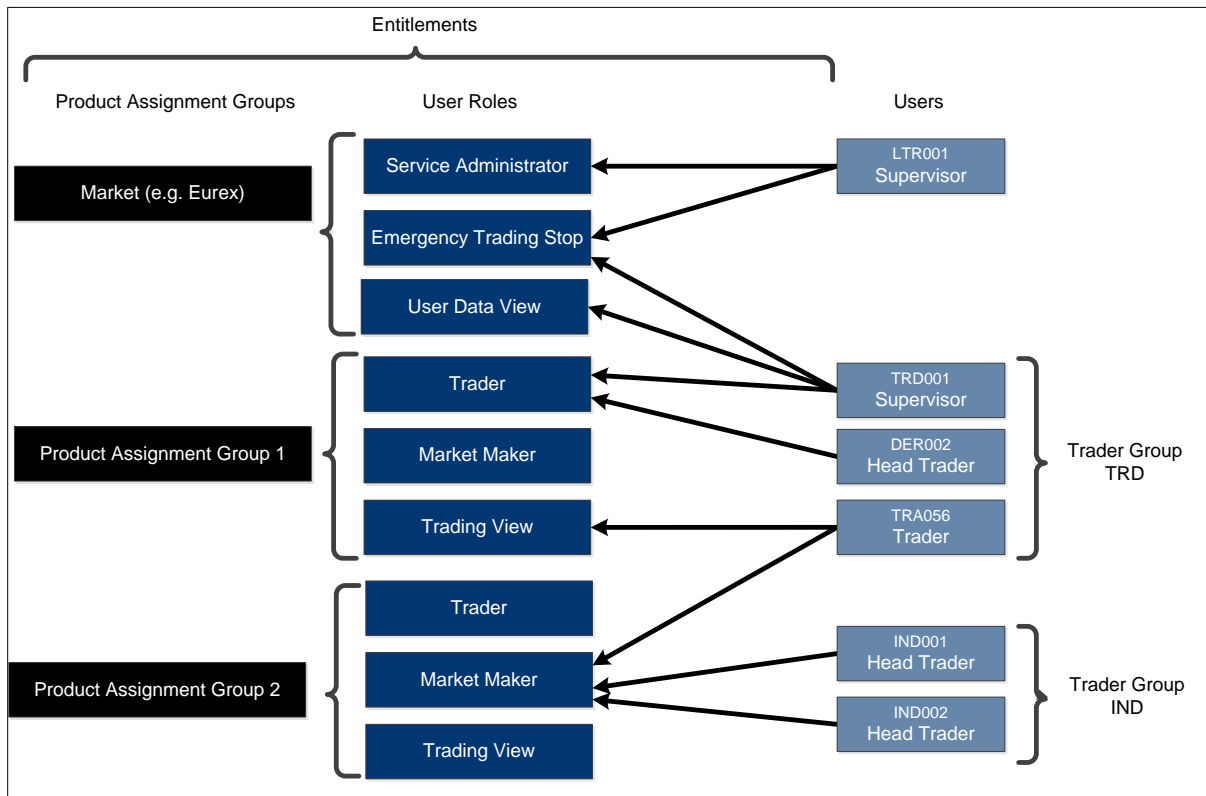 Entitlements
Product Assignment Groups
User Roles
Users
Market (e.g. Eurex)
Service Administrator
Emergency Trading Stop
User Data View
LTR001
Supervisor
Product Assignment Group 1
Trader
Market Maker
Trading View
TRD001
Supervisor
DER002
Head Trader
TRA056
Trader
Trader Group
TRD
Product Assignment Group 2
Trader
Market Maker
Trading View
IND001
Head Trader
IND002
Head Trader
Trader Group
IND